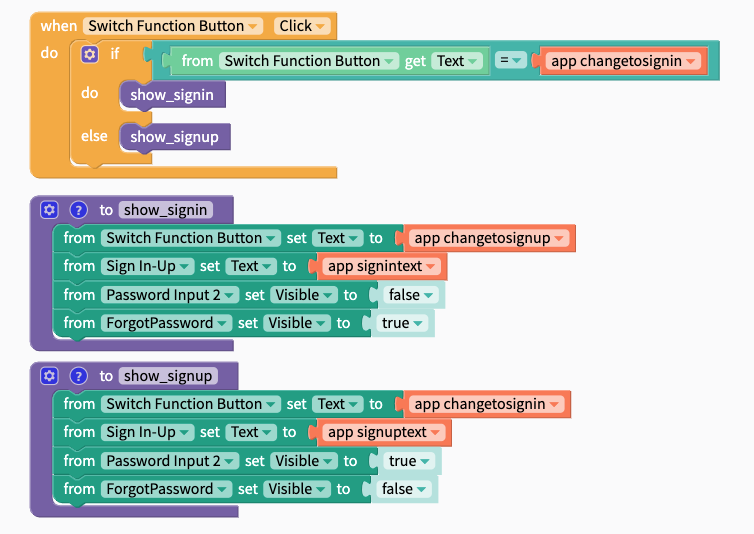 when Switch Function Button Click
do if from Switch Function Button get Text = app changetosignin
do show_signin
else show_signup
? to show_signin
from Switch Function Button set Text to app changetosignup
from Sign In-Up set Text to app signintext
from Password Input 2 set Visible to false
from ForgotPassword set Visible to true
? to show_signup
from Switch Function Button set Text to app changetosignin
from Sign In-Up set Text to app signuptext
from Password Input 2 set Visible to true
from ForgotPassword set Visible to false